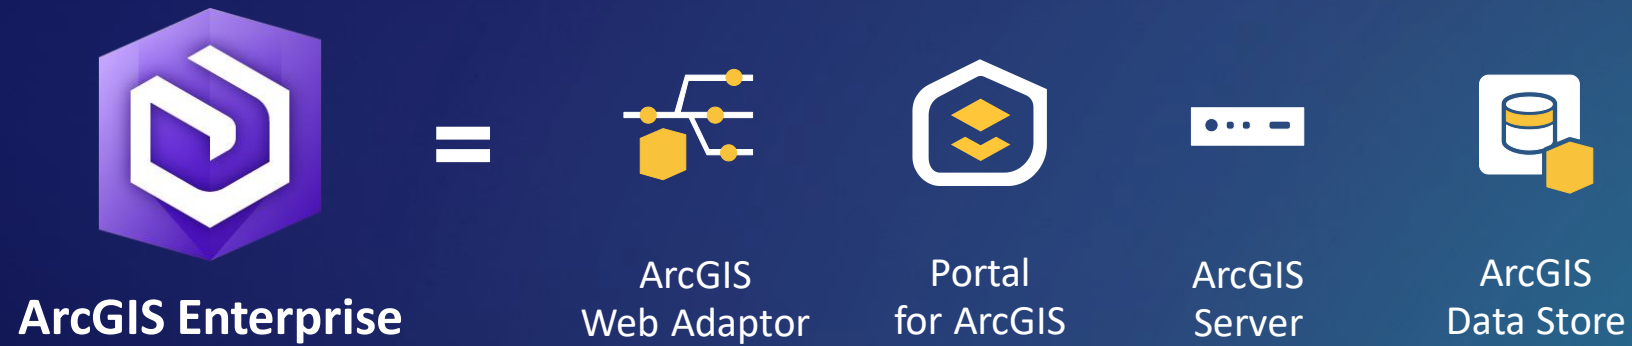 ArcGIS Enterprise
=
ArcGIS
Web Adaptor
Portal
for ArcGIS
ArcGIS
Server
ArcGIS
Data Store